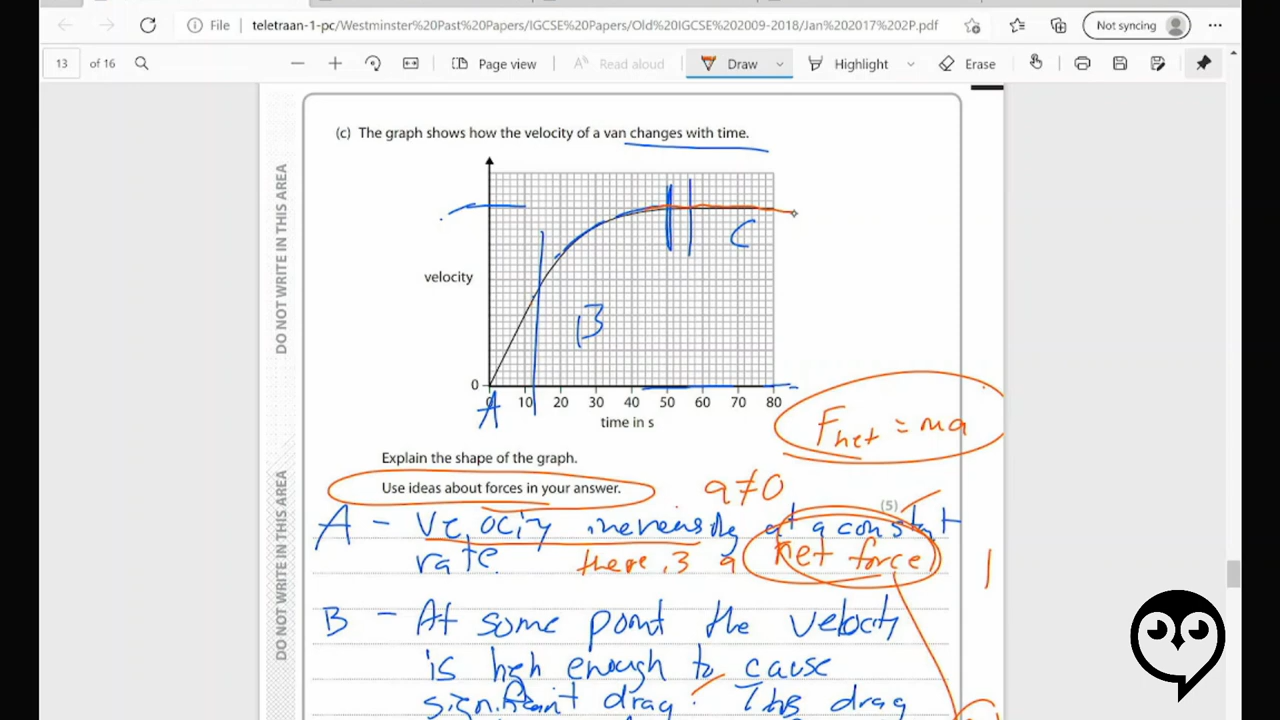 File
teletraan-1-pc/Westminster%20Past%20Papers/IGCSE%20Papers/Old%20IGCSE%202009-2018/Jan%202017%202P.pdf
Not syncing
13 of 16
Page view
Read aloud
Draw
Highlight
Erase
DO NOT WRITE IN THIS AREA
(c) The graph shows how the velocity of a van changes with time.
velocity
C
B
A
0
0 10 20 30 40 50 60 70 80
time in s
F net = ma
Explain the shape of the graph.
Use ideas about forces in your answer.
a ≠ 0
(5)
A - Velocity increasing at a constant
rate. there is a net force
1
DO NOT WRITE IN THIS AREA
B - At some point the velocity
is high enough to cause
significant drag. This drag